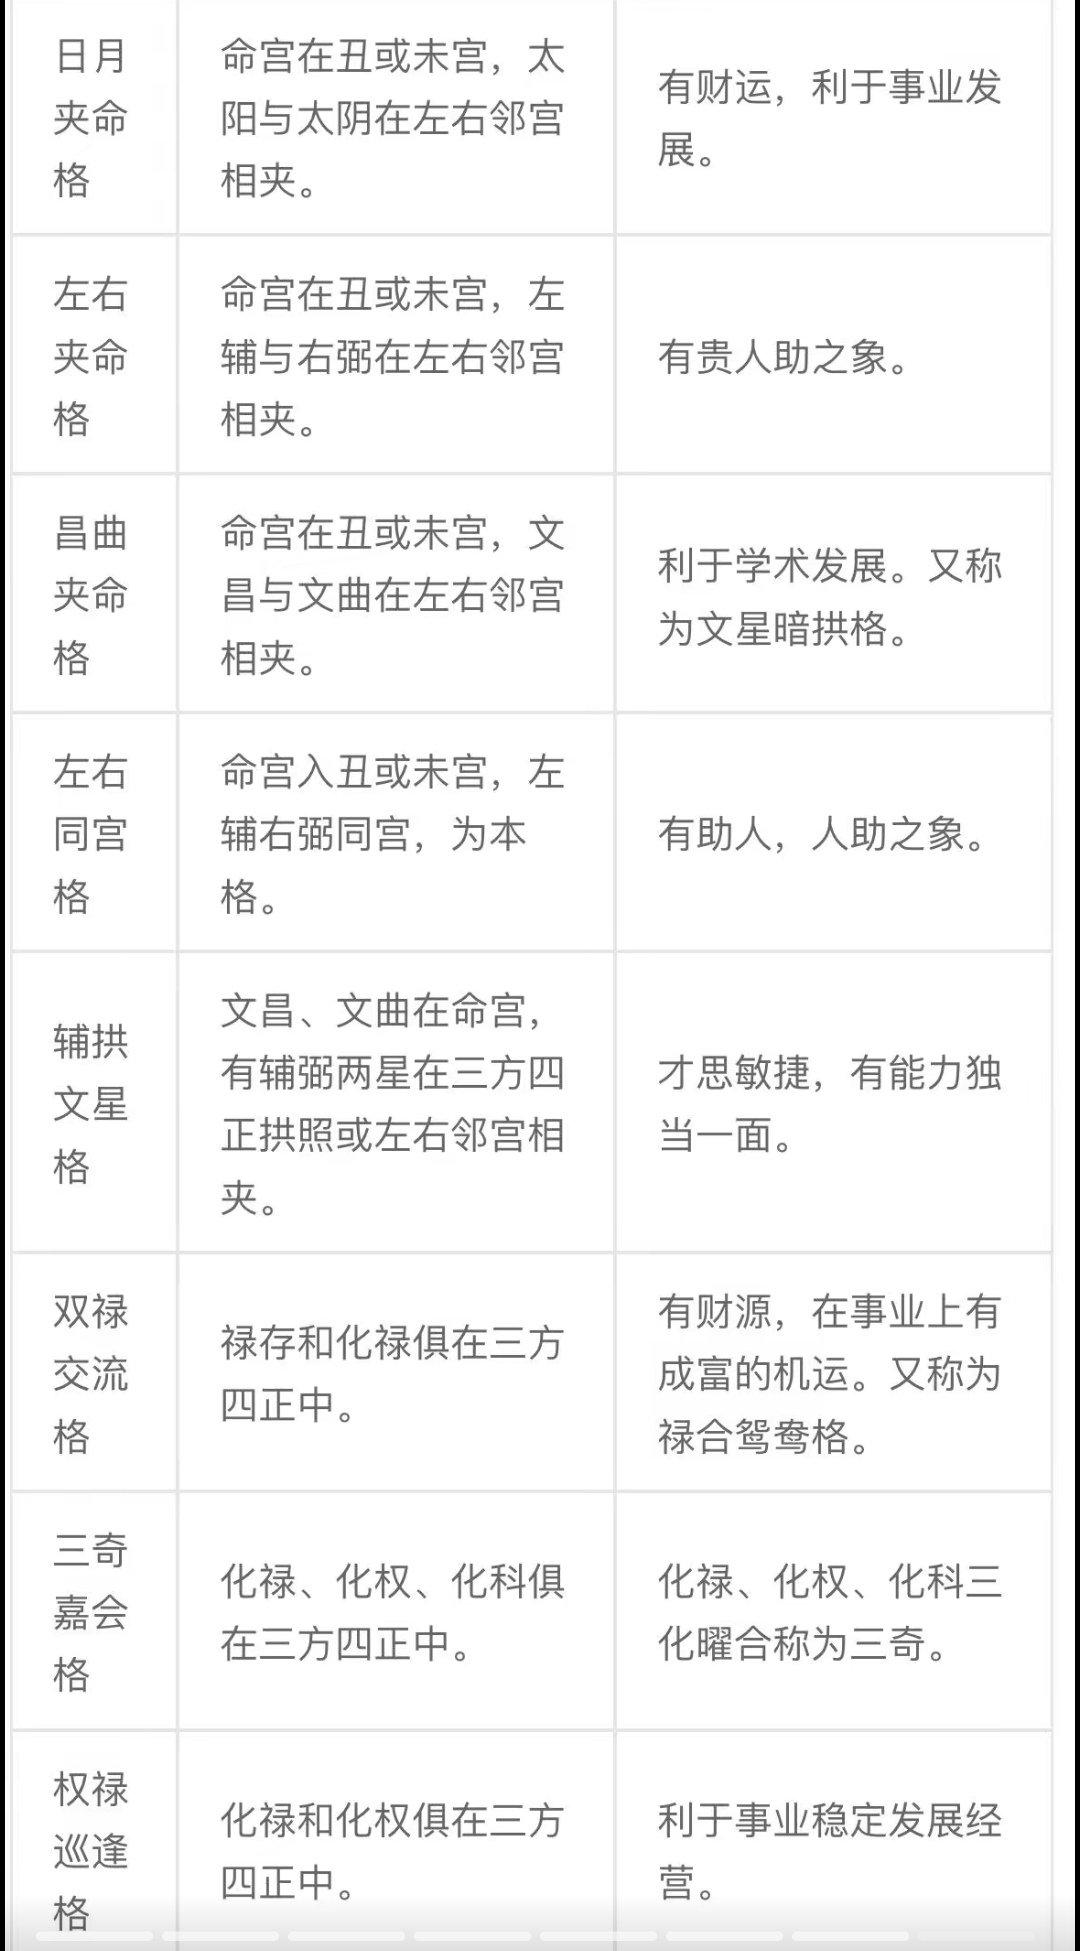 日月
夹命
格
命宫在丑或未宫，太
阳与太阴在左右邻宫
相夹。
有财运，利于事业发
展。
左右
夹命
格
命宫在丑或未宫，左
辅与右弼在左右邻宫
相夹。
有贵人助之象。
昌曲
夹命
格
命宫在丑或未宫，文
昌与文曲在左右邻宫
相夹。
利于学术发展。又称
为文星暗拱格。
左右
同宫
格
命宫入丑或未宫，左
辅右弼同宫，为本
格。
有助人，人助之象。
辅拱
文星
格
文昌、文曲在命宫，
有辅弼两星在三方四
正拱照或左右邻宫相
夹。
才思敏捷，有能力独
当一面。
双禄
交流
格
禄存和化禄俱在三方
四正中。
有财源，在事业上有
成富的机运。又称为
禄合鸳鸯格。
三奇
嘉会
格
化禄、化权、化科俱
在三方四正中。
化禄、化权、化科三
化曜合称为三奇。
权禄
巡逢
格
化禄和化权俱在三方
四正中。
利于事业稳定发展经
营。